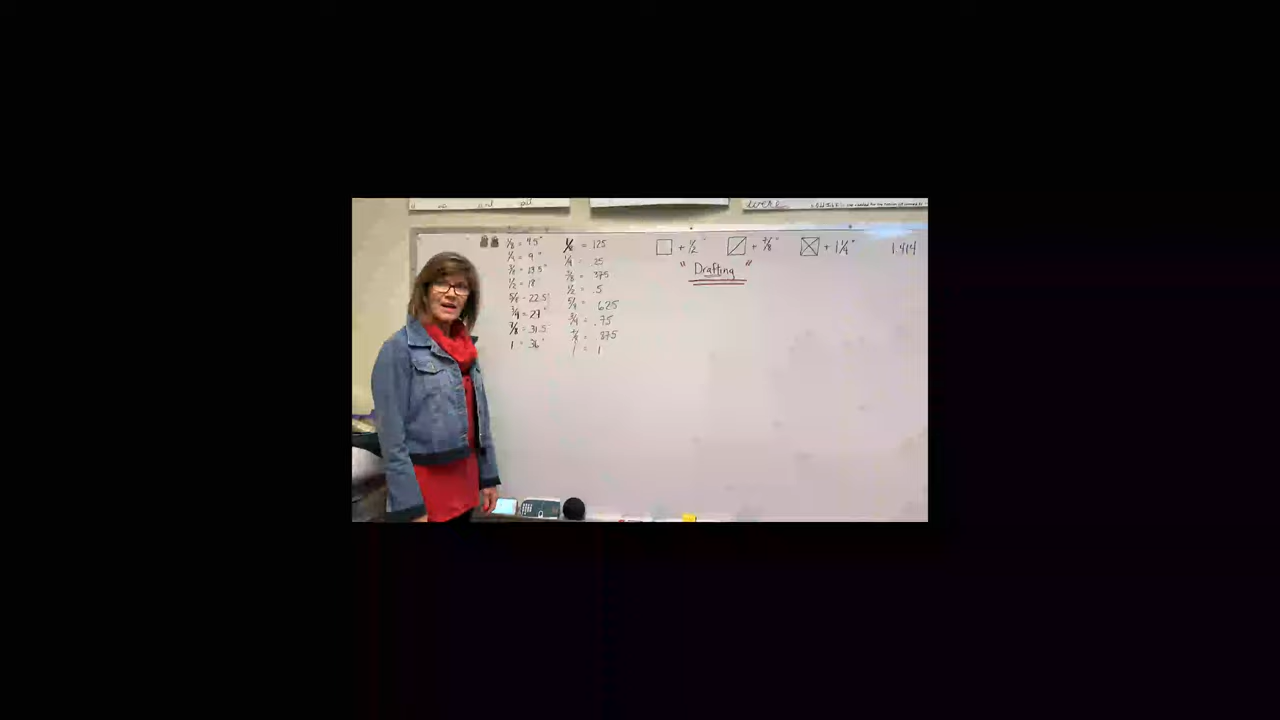 were
1/8 = 4.5"
1/4 = 9"
3/8 = 13.5"
1/2 = 18"
5/8 = 22.5"
3/4 = 27"
7/8 = 31.5
1 = 36"
1/8 = .125
1/4 = .25
3/8 = .375
1/2 = .5
5/8 = .625
3/4 = .75
7/8 = .875
1 = 1
+ 1/2"
+ 7/8"
+ 1 1/4"
1.414
"Drafting"